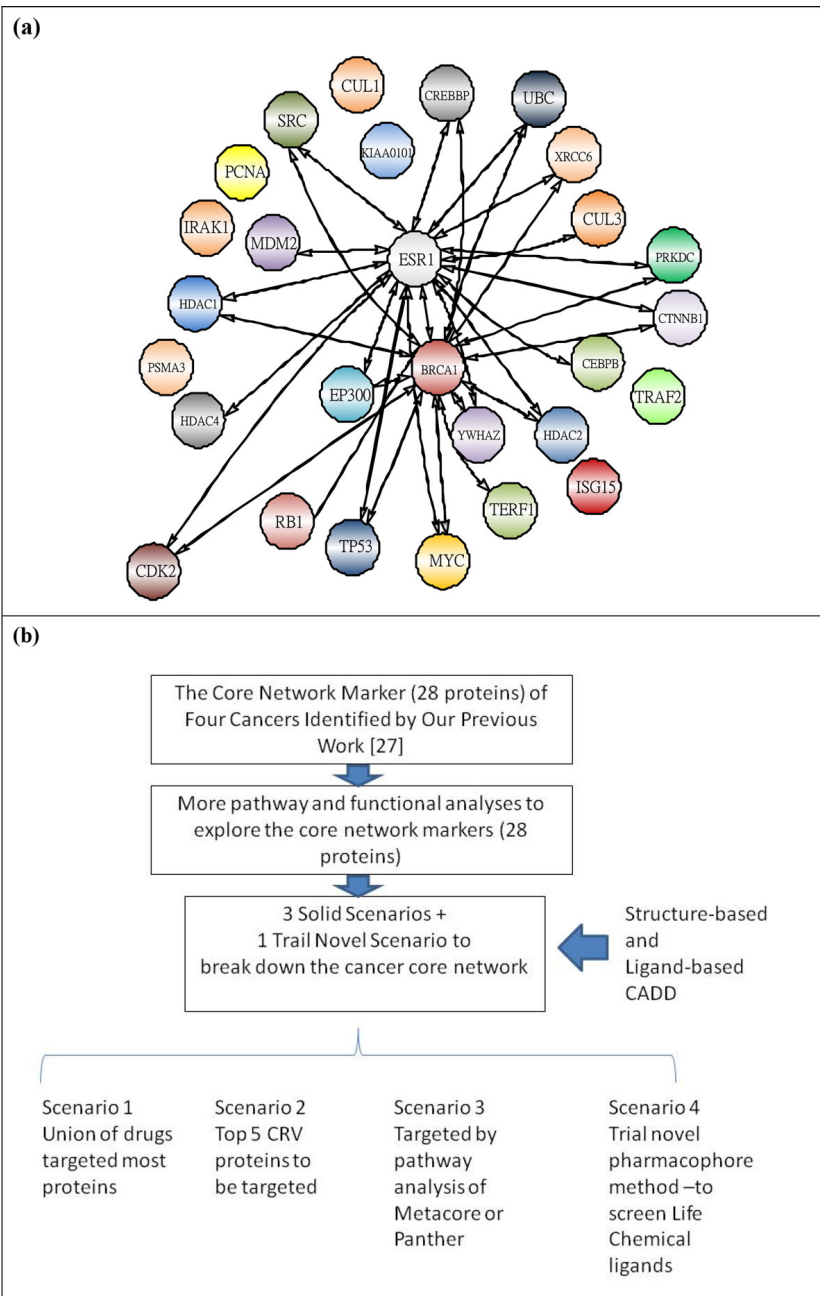 (a)
CUL1
CREBBP
UBC
SRC
KIAA0101
XRCC6
PCNA
CUL3
IRAK1
MDM2
ESR1
PRKDC
HDAC1
CTNNB1
PSMA3
BRCA1
CEBPB
EP300
TRAF2
HDAC4
YWHAZ
HDAC2
ISG15
RB1
TERF1
TP53
MYC
CDK2
(b)
The Core Network Marker (28 proteins) of
Four Cancers Identified by Our Previous
Work [27]
More pathway and functional analyses to
explore the core network markers (28
proteins)
3 Solid Scenarios +
1 Trail Novel Scenario to
break down the cancer core network
Structure-based
and
Ligand-based
CADD
Scenario 1
Union of drugs
targeted most
proteins
Scenario 2
Top 5 CRV
proteins to
be targeted
Scenario 3
Targeted by
pathway
analysis of
Metacore or
Panther
Scenario 4
Trial novel
pharmacophore
method –to
screen Life
Chemical
ligands